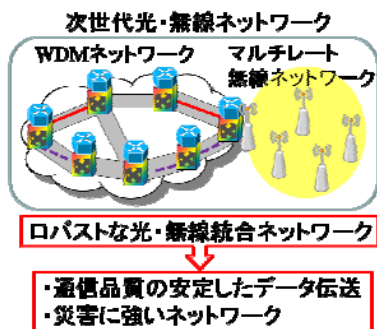 次世代光・無線ネットワーク
WDMネットワーク
マルチレート
無線ネットワーク
ロバストな光・無線統合ネットワーク
・通信品質の安定したデータ伝送
・災害に強いネットワーク